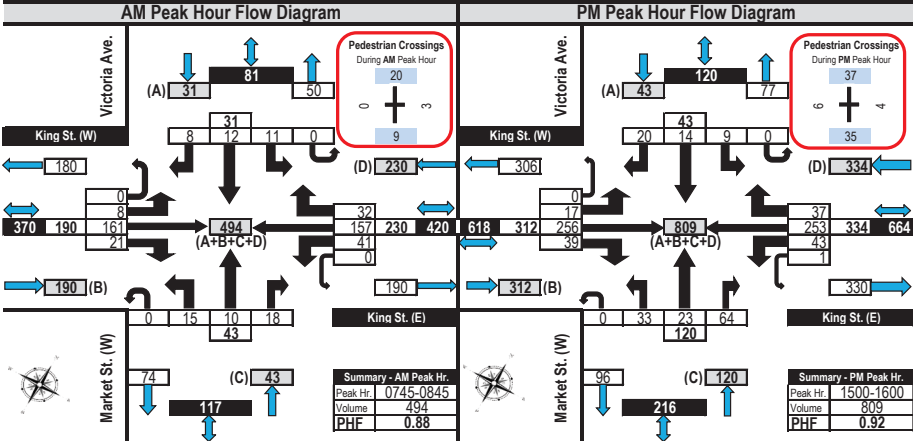 AM Peak Hour Flow Diagram
Victoria Ave.
81
(A) 31
50
Pedestrian Crossings
During AM Peak Hour
20
0
3
9
31
8 12 11 0
King St. (W)
180
(D) 230
0
8
161
21
370 190
494
(A+B+C+D)
32
157
41
0
230 420
190 (B)
190
0 15 10 18
43
King St. (E)
Market St. (W)
74
(C) 43
117
Summary - AM Peak Hr.
Peak Hr. 0745-0845
Volume 494
PHF 0.88
PM Peak Hour Flow Diagram
Victoria Ave.
120
(A) 43
77
Pedestrian Crossings
During PM Peak Hour
37
6
4
35
43
20 14 9 0
King St. (W)
306
(D) 334
0
17
256
39
618 312
809
(A+B+C+D)
37
253
43
1
334 664
312 (B)
330
0 33 23 64
120
King St. (E)
Market St. (W)
96
(C) 120
216
Summary - PM Peak Hr.
Peak Hr. 1500-1600
Volume 809
PHF 0.92